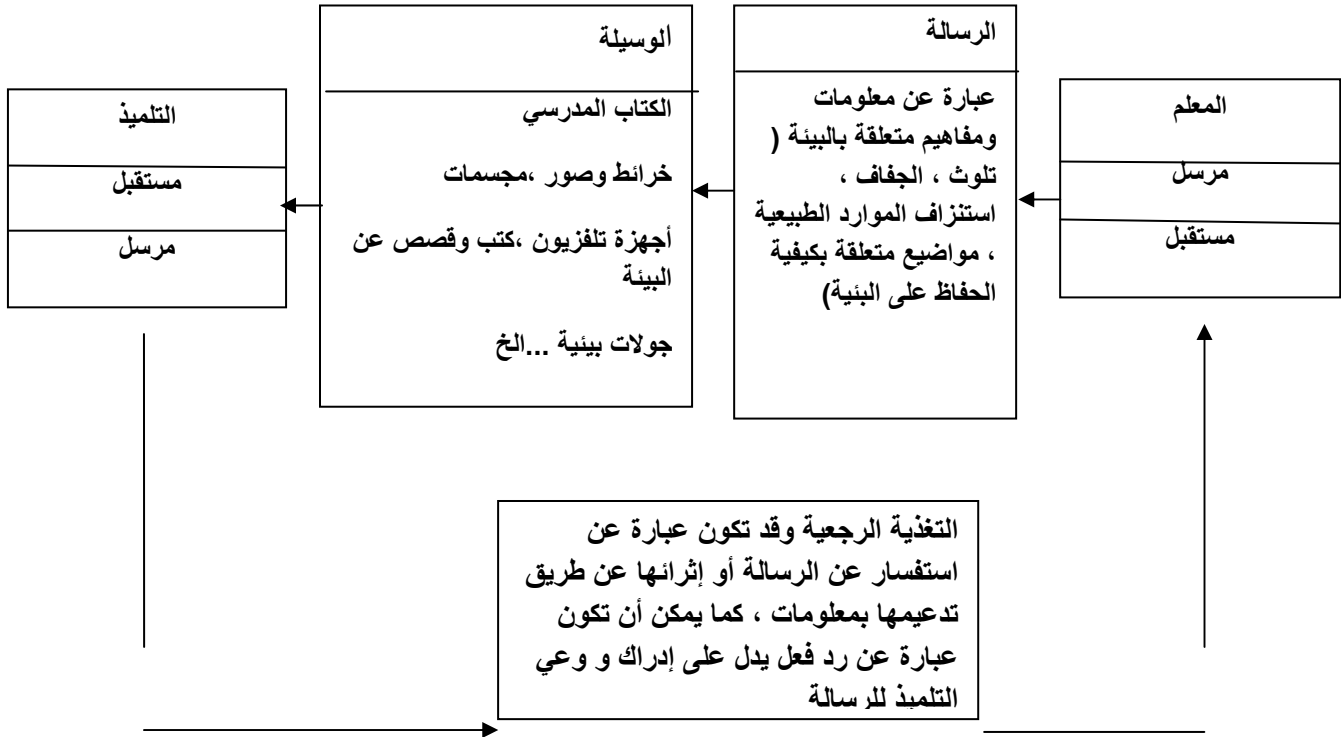 المعلم
مرسل
مستقبل
الرسالة
عبارة عن معلومات
ومفاهيم متعلقة بالبيئة (
تلوث ، الجفاف ،
استنزاف الموارد الطبيعية
، مواضيع متعلقة بكيفية
الحفاظ على البئية)
الوسيلة
الكتاب المدرسي
خرائط وصور ،مجسمات
أجهزة تلفزيون ،كتب وقصص عن
البيئة
جولات بيئية ...الخ
التلميذ
مستقبل
مرسل
التغذية الرجعية وقد تكون عبارة عن
استفسار عن الرسالة أو إثرائها عن طريق
تدعيمها بمعلومات ، كما يمكن أن تكون
عبارة عن رد فعل يدل على إدراك و وعي
التلميذ للرسالة